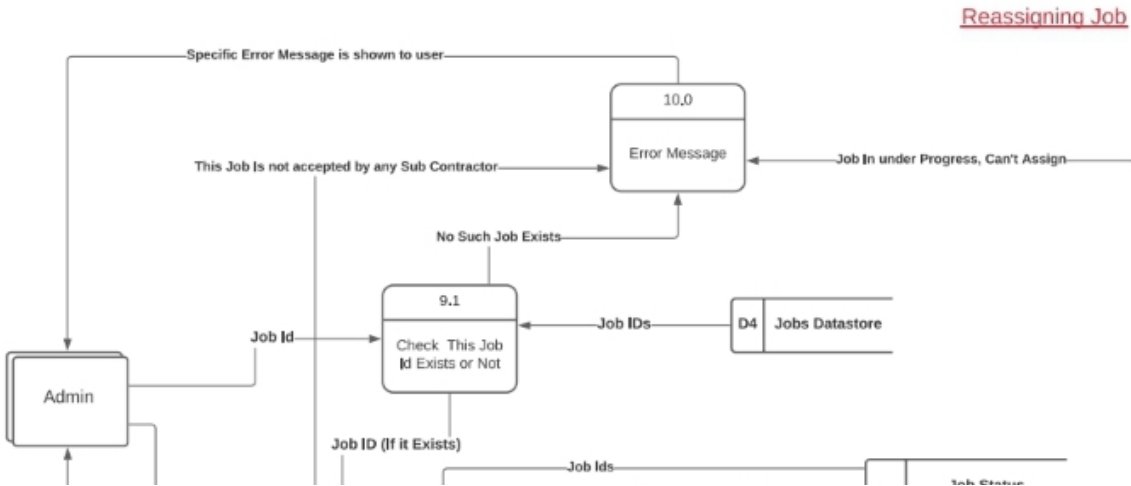 Reassigning Job
Specific Error Message is shown to user
10.0
Error Message
This Job Is not accepted by any Sub Contractor
Job In under Progress, Can't Assign
No Such Job Exists
9.1
Check This Job
Id Exists or Not
Job IDs
D4 Jobs Datastore
Job Id
Admin
Job ID (If it Exists)
Job Ids
Job Status